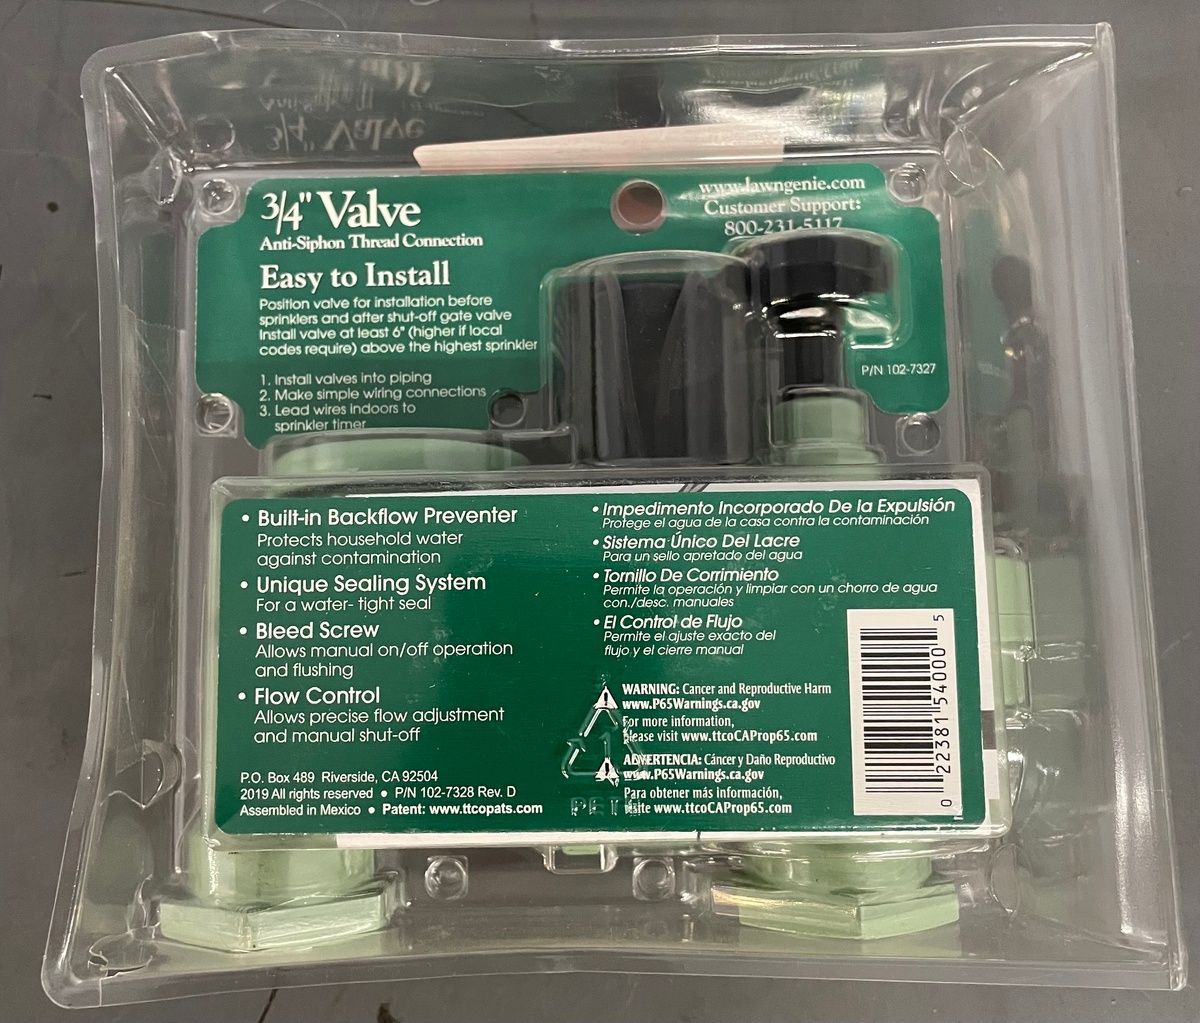 3/4" Valve
Anti-Siphon Thread Connection
Easy to Install
Position valve for installation before
sprinklers and after shut-off gate valve
Install valve at least 6" (higher if local
codes require) above the highest sprinkler
1. Install valves into piping
2. Make simple wiring connections
3. Lead wires indoors to
sprinkler timer
www.lawngenie.com
Customer Support:
800-231-5117
P/N 102-7327
• Built-in Backflow Preventer
Protects household water
against contamination
• Unique Sealing System
For a water- tight seal
• Bleed Screw
Allows manual on/off operation
and flushing
• Flow Control
Allows precise flow adjustment
and manual shut-off
P.O. Box 489 Riverside, CA 92504
2019 All rights reserved • P/N 102-7328 Rev. D
Assembled in Mexico • Patent: www.ttcopats.com
• Impedimento Incorporado De la Expulsión
Protege el agua de la casa contra la contaminación
• Sistema Único Del Lacre
Para un sello apretado del agua
• Tornillo De Corrimiento
Permite la operación y limpiar con un chorro de agua
con./desc. manuales
• El Control de Flujo
Permite el ajuste exacto del
flujo y el cierre manual
WARNING: Cancer and Reproductive Harm
www.P65Warnings.ca.gov
For more information,
please visit www.ttcoCAProp65.com
ADVERTENCIA: Cáncer y Daño Reproductivo
www.P65Warnings.ca.gov
Para obtener más información,
visite www.ttcoCAProp65.com
PETE
0 22381 54000 5